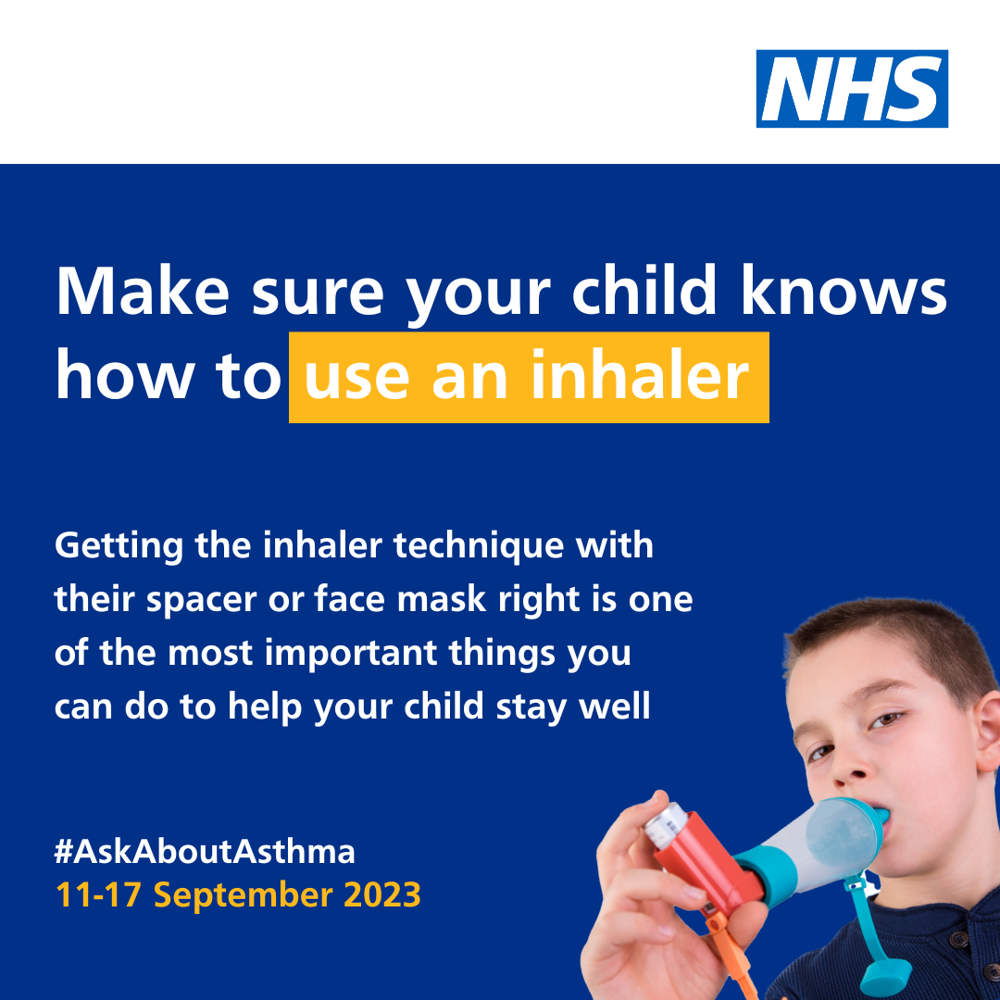 NHS
Make sure your child knows
how to use an inhaler
Getting the inhaler technique with
their spacer or face mask right is one
of the most important things you
can do to help your child stay well
#AskAboutAsthma
11-17 September 2023